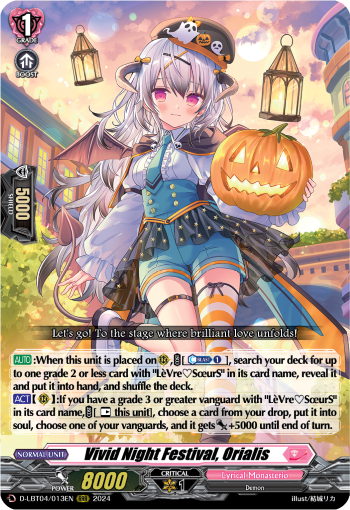 1
GRADE
BOOST
5000
SHIELD
Let's go! To the stage where brilliant love unfolds!
AUTO :When this unit is placed on RC, [C BLAST 1], search your deck for up
to one grade 2 or less card with "LèVre♡SœurS" in its card name, reveal it
and put it into hand, and shuffle the deck.
ACT [RC]:If you have a grade 3 or greater vanguard with "LèVre♡SœurS"
in its card name, [this unit], choose a card from your drop, put it into
soul, choose one of your vanguards, and it gets +5000 until end of turn.
NORMAL UNIT
Vivid Night Festival, Orialis
POWER
8000
CRITICAL
1
Lyrical Monasterio
Demon
D-LBT04/013EN RRR 2024
illust/結城リカ